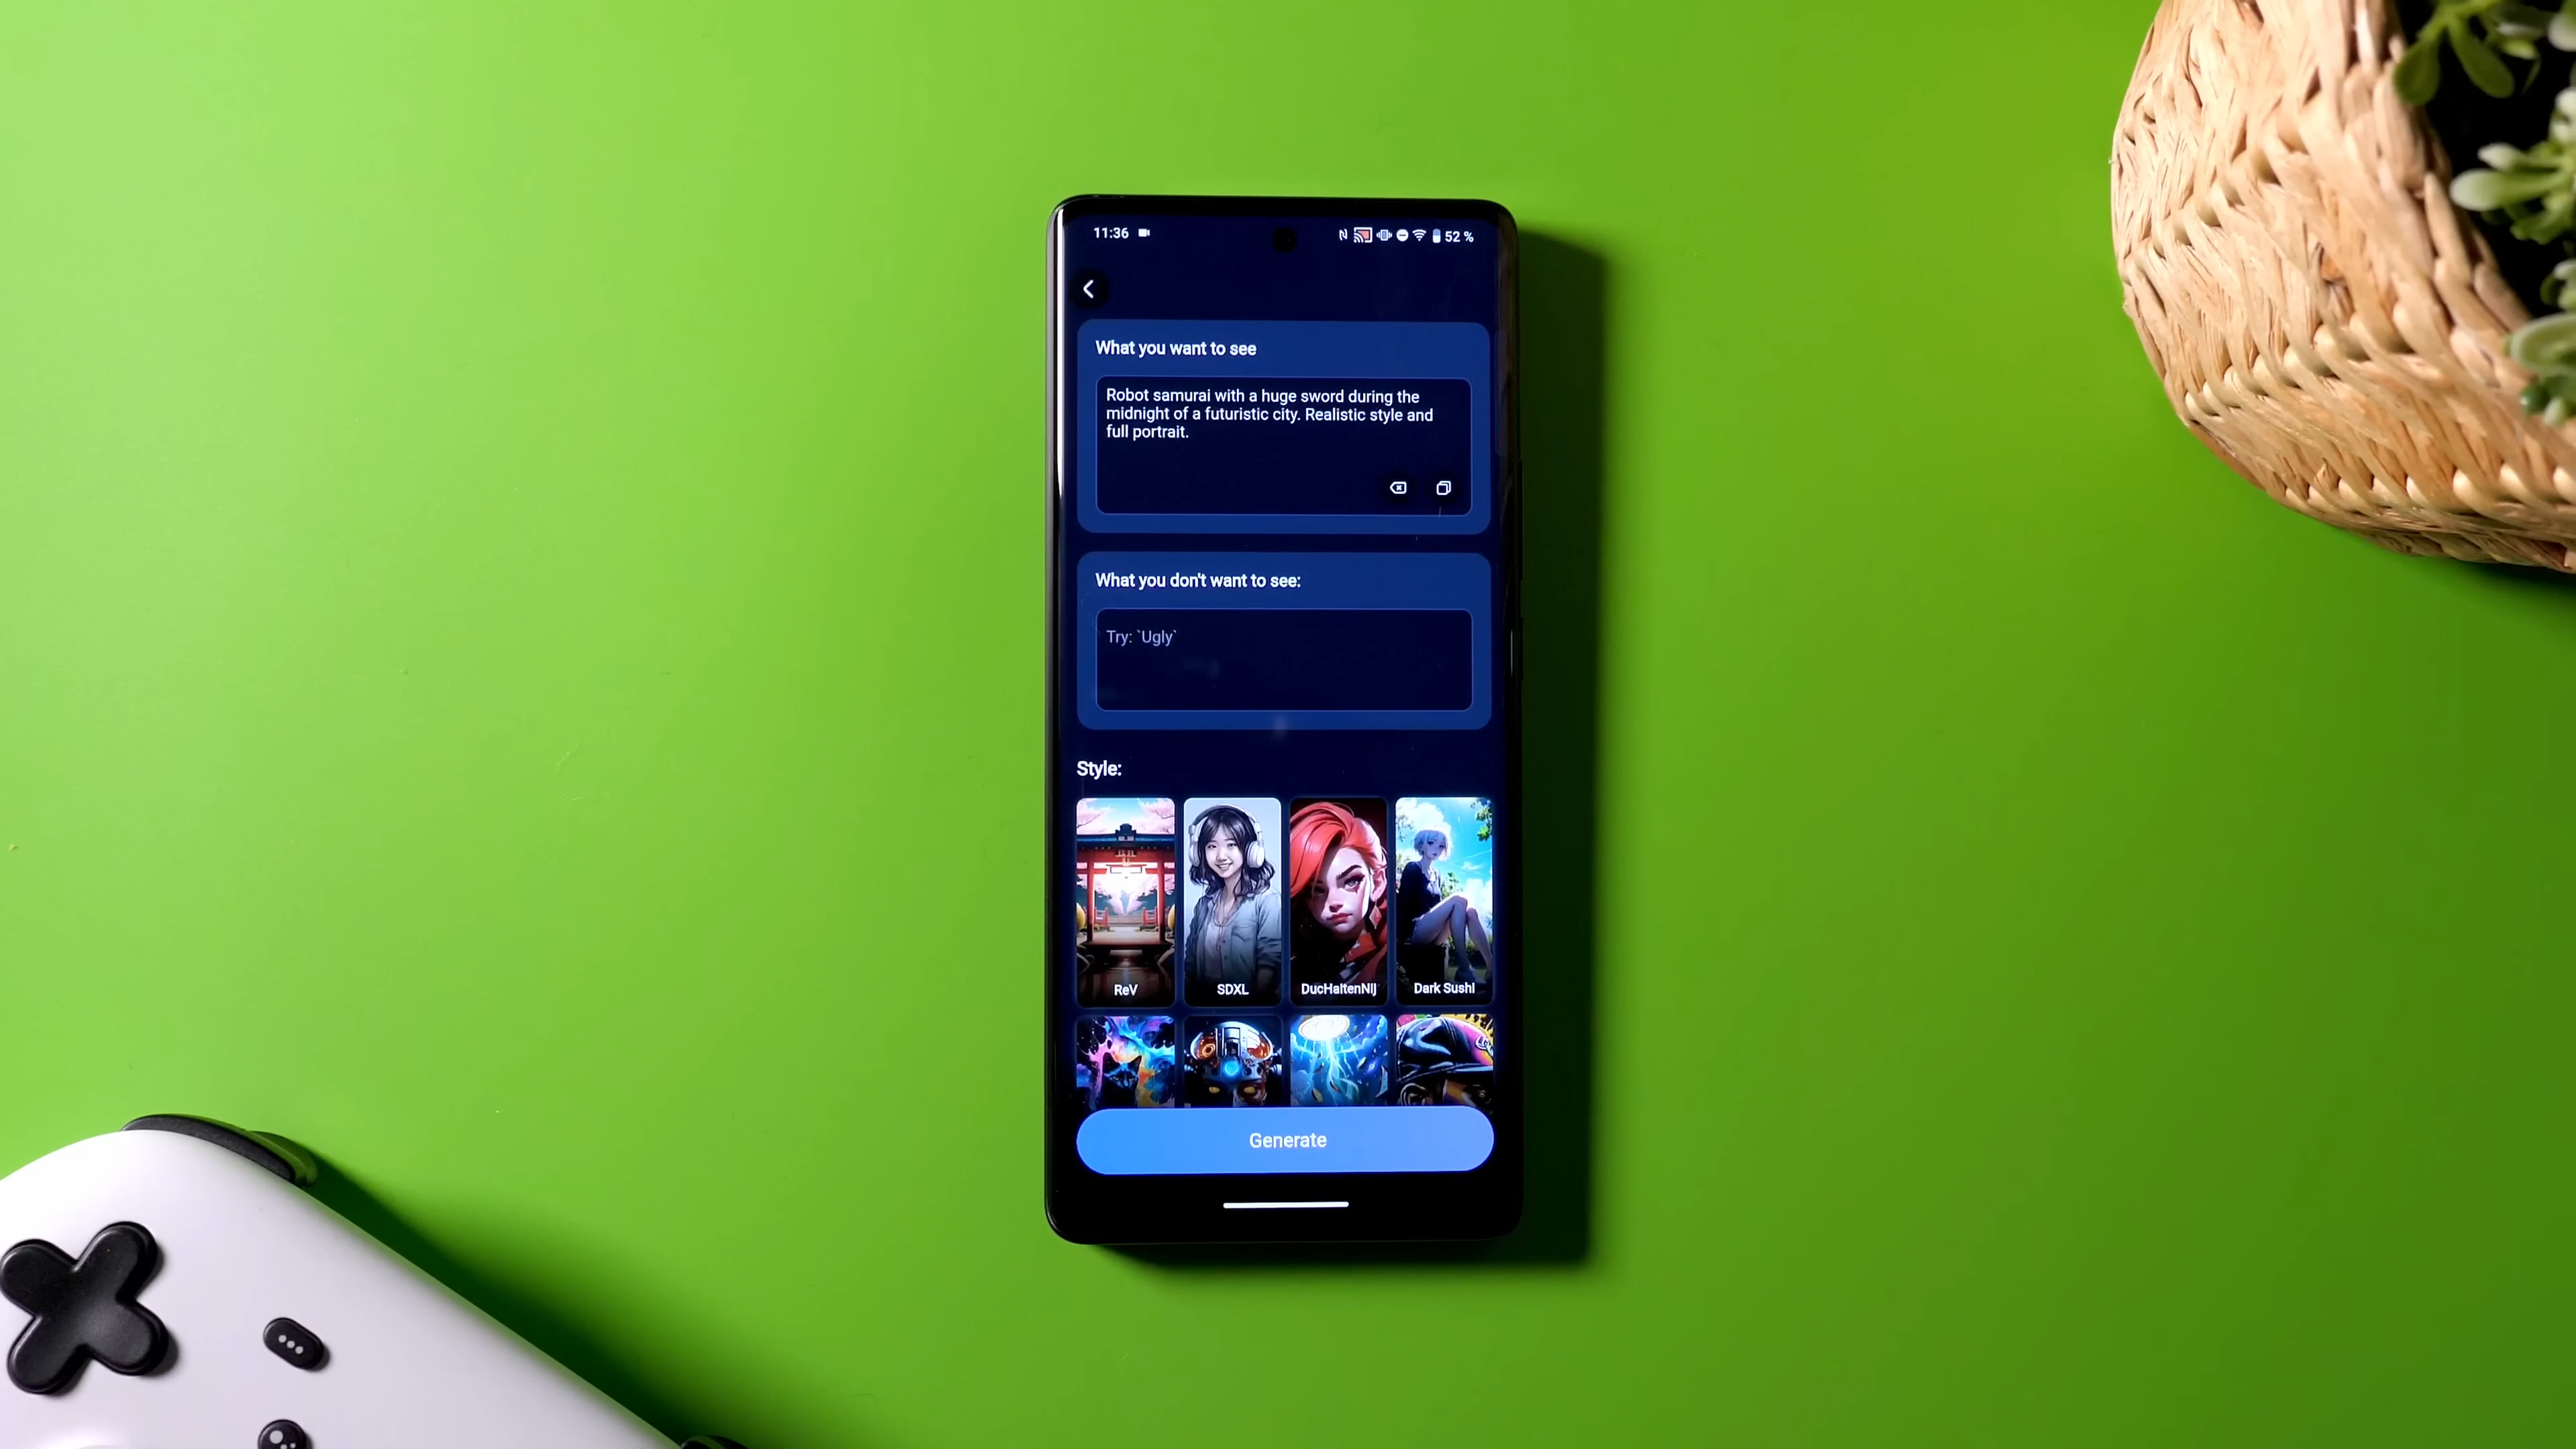 11:36
52 %
What you want to see
Robot samurai with a huge sword during the
midnight of a futuristic city. Realistic style and
full portrait.
What you don't want to see:
Try: `Ugly`
Style:
ReV
SDXL
DucHaitenNij
Dark Sushi
Generate